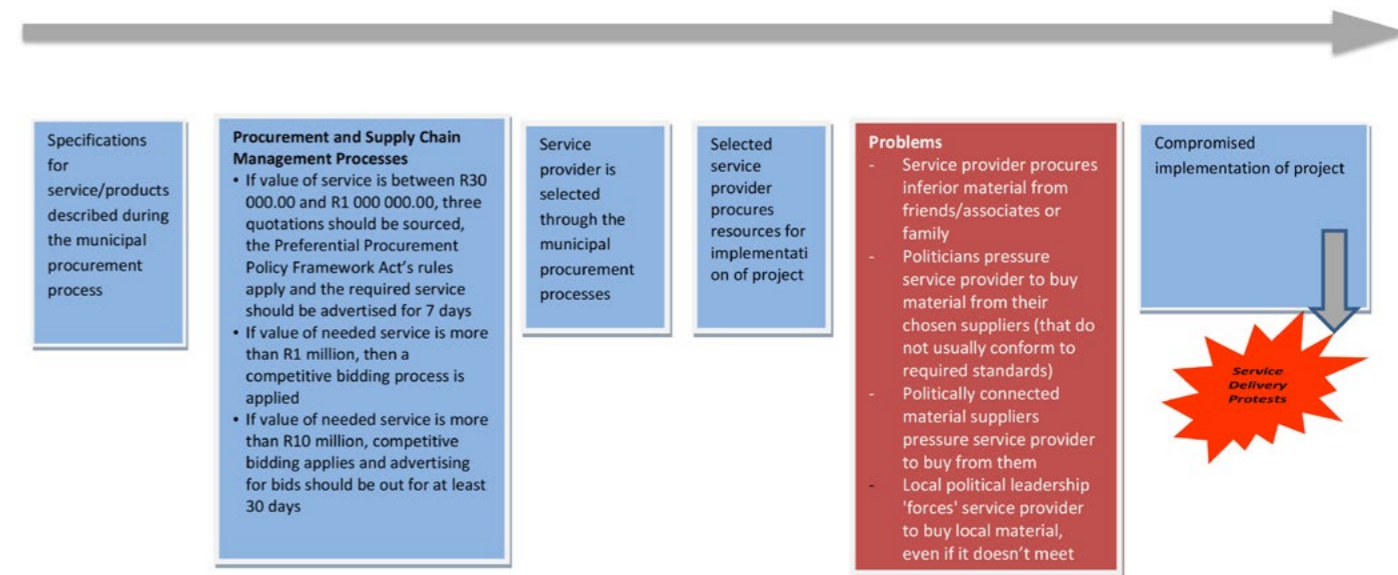 Specifications
for
service/products
described during
the municipal
procurement
process
Procurement and Supply Chain
Management Processes
• If value of service is between R30
000.00 and R1 000 000.00, three
quotations should be sourced,
the Preferential Procurement
Policy Framework Act's rules
apply and the required service
should be advertised for 7 days
• If value of needed service is more
than R1 million, then a
competitive bidding process is
applied
• If value of needed service is more
than R10 million, competitive
bidding applies and advertising
for bids should be out for at least
30 days
Service
provider is
selected
through the
municipal
procurement
processes
Selected
service
provider
procures
resources for
implementati
on of project
Problems
- Service provider procures
inferior material from
friends/associates or
family
- Politicians pressure
service provider to buy
material from their
chosen suppliers (that do
not usually conform to
required standards)
- Politically connected
material suppliers
pressure service provider
to buy from them
- Local political leadership
'forces' service provider
to buy local material,
even if it doesn't meet
Compromised
implementation of project
Service
Delivery
Protests